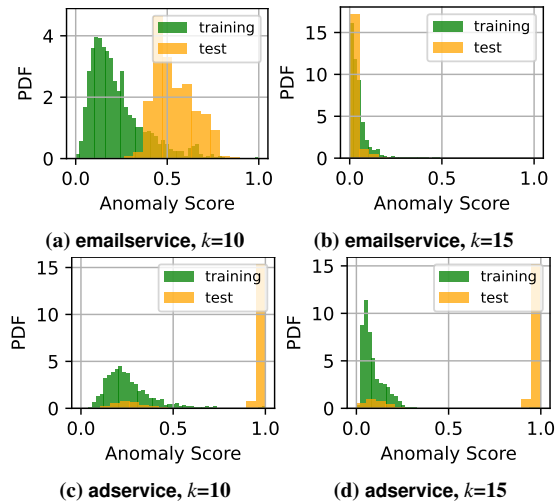 PDF
4
2
0
training
test
0.0 0.5 1.0
Anomaly Score
(a) emailservice, k=10
PDF
15
10
5
0
training
test
0.0 0.5 1.0
Anomaly Score
(b) emailservice, k=15
PDF
15
10
5
0
training
test
0.0 0.5 1.0
Anomaly Score
(c) adservice, k=10
PDF
15
10
5
0
training
test
0.0 0.5 1.0
Anomaly Score
(d) adservice, k=15